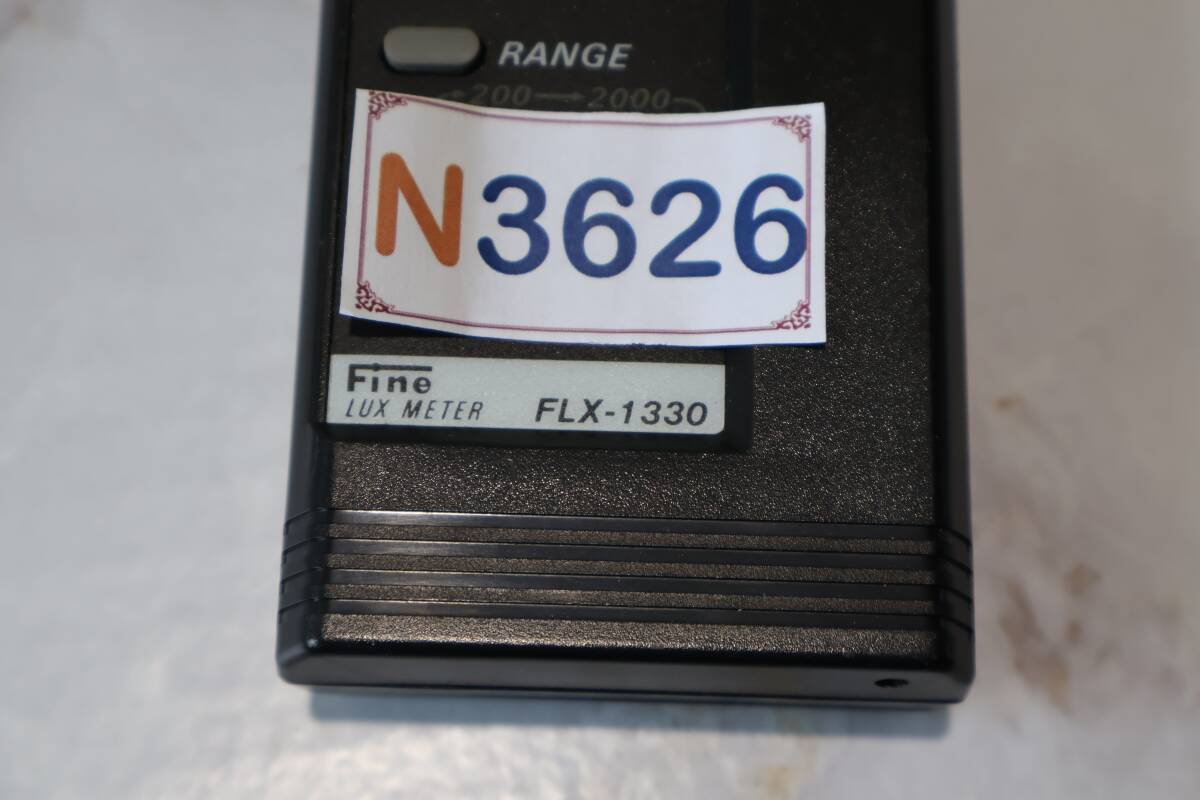 RANGE
200 2000
N3626
Fine
LUX METER FLX-1330